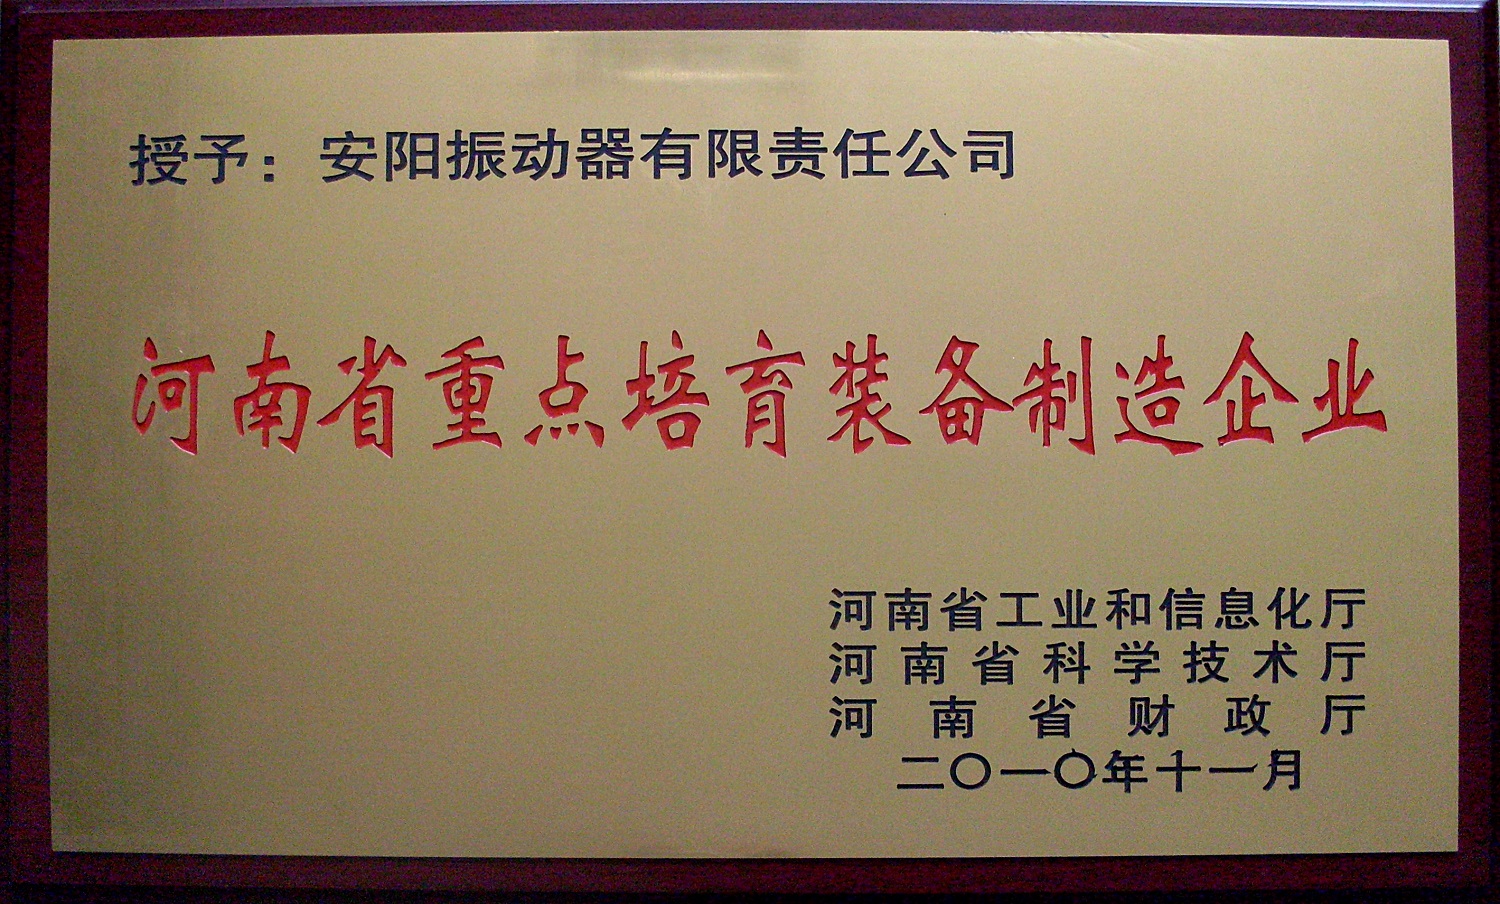 授予：安阳振动器有限责任公司
河南省重点培育装备制造企业
河南省工业和信息化厅
河南省科学技术厅
河南省财政厅
二〇一〇年十一月